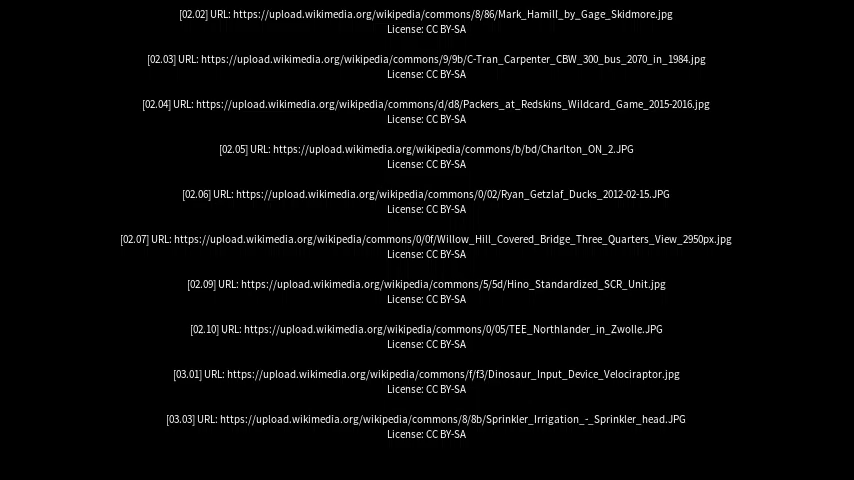 [02.02] URL: https://upload.wikimedia.org/wikipedia/commons/8/86/Mark_Hamill_by_Gage_Skidmore.jpg
License: CC BY-SA
[02.03] URL: https://upload.wikimedia.org/wikipedia/commons/9/9b/C-Tran_Carpenter_CBW_300_bus_2070_in_1984.jpg
License: CC BY-SA
[02.04] URL: https://upload.wikimedia.org/wikipedia/commons/d/d8/Packers_at_Redskins_Wildcard_Game_2015-2016.jpg
License: CC BY-SA
[02.05] URL: https://upload.wikimedia.org/wikipedia/commons/b/bd/Charlton_ON_2.JPG
License: CC BY-SA
[02.06] URL: https://upload.wikimedia.org/wikipedia/commons/0/02/Ryan_Getzlaf_Ducks_2012-02-15.JPG
License: CC BY-SA
[02.07] URL: https://upload.wikimedia.org/wikipedia/commons/0/0f/Willow_Hill_Covered_Bridge_Three_Quarters_View_2950px.jpg
License: CC BY-SA
[02.09] URL: https://upload.wikimedia.org/wikipedia/commons/5/5d/Hino_Standardized_SCR_Unit.jpg
License: CC BY-SA
[02.10] URL: https://upload.wikimedia.org/wikipedia/commons/0/05/TEE_Northlander_in_Zwolle.JPG
License: CC BY-SA
[03.01] URL: https://upload.wikimedia.org/wikipedia/commons/f/f3/Dinosaur_Input_Device_Velociraptor.jpg
License: CC BY-SA
[03.03] URL: https://upload.wikimedia.org/wikipedia/commons/8/8b/Sprinkler_Irrigation_-_Sprinkler_head.JPG
License: CC BY-SA